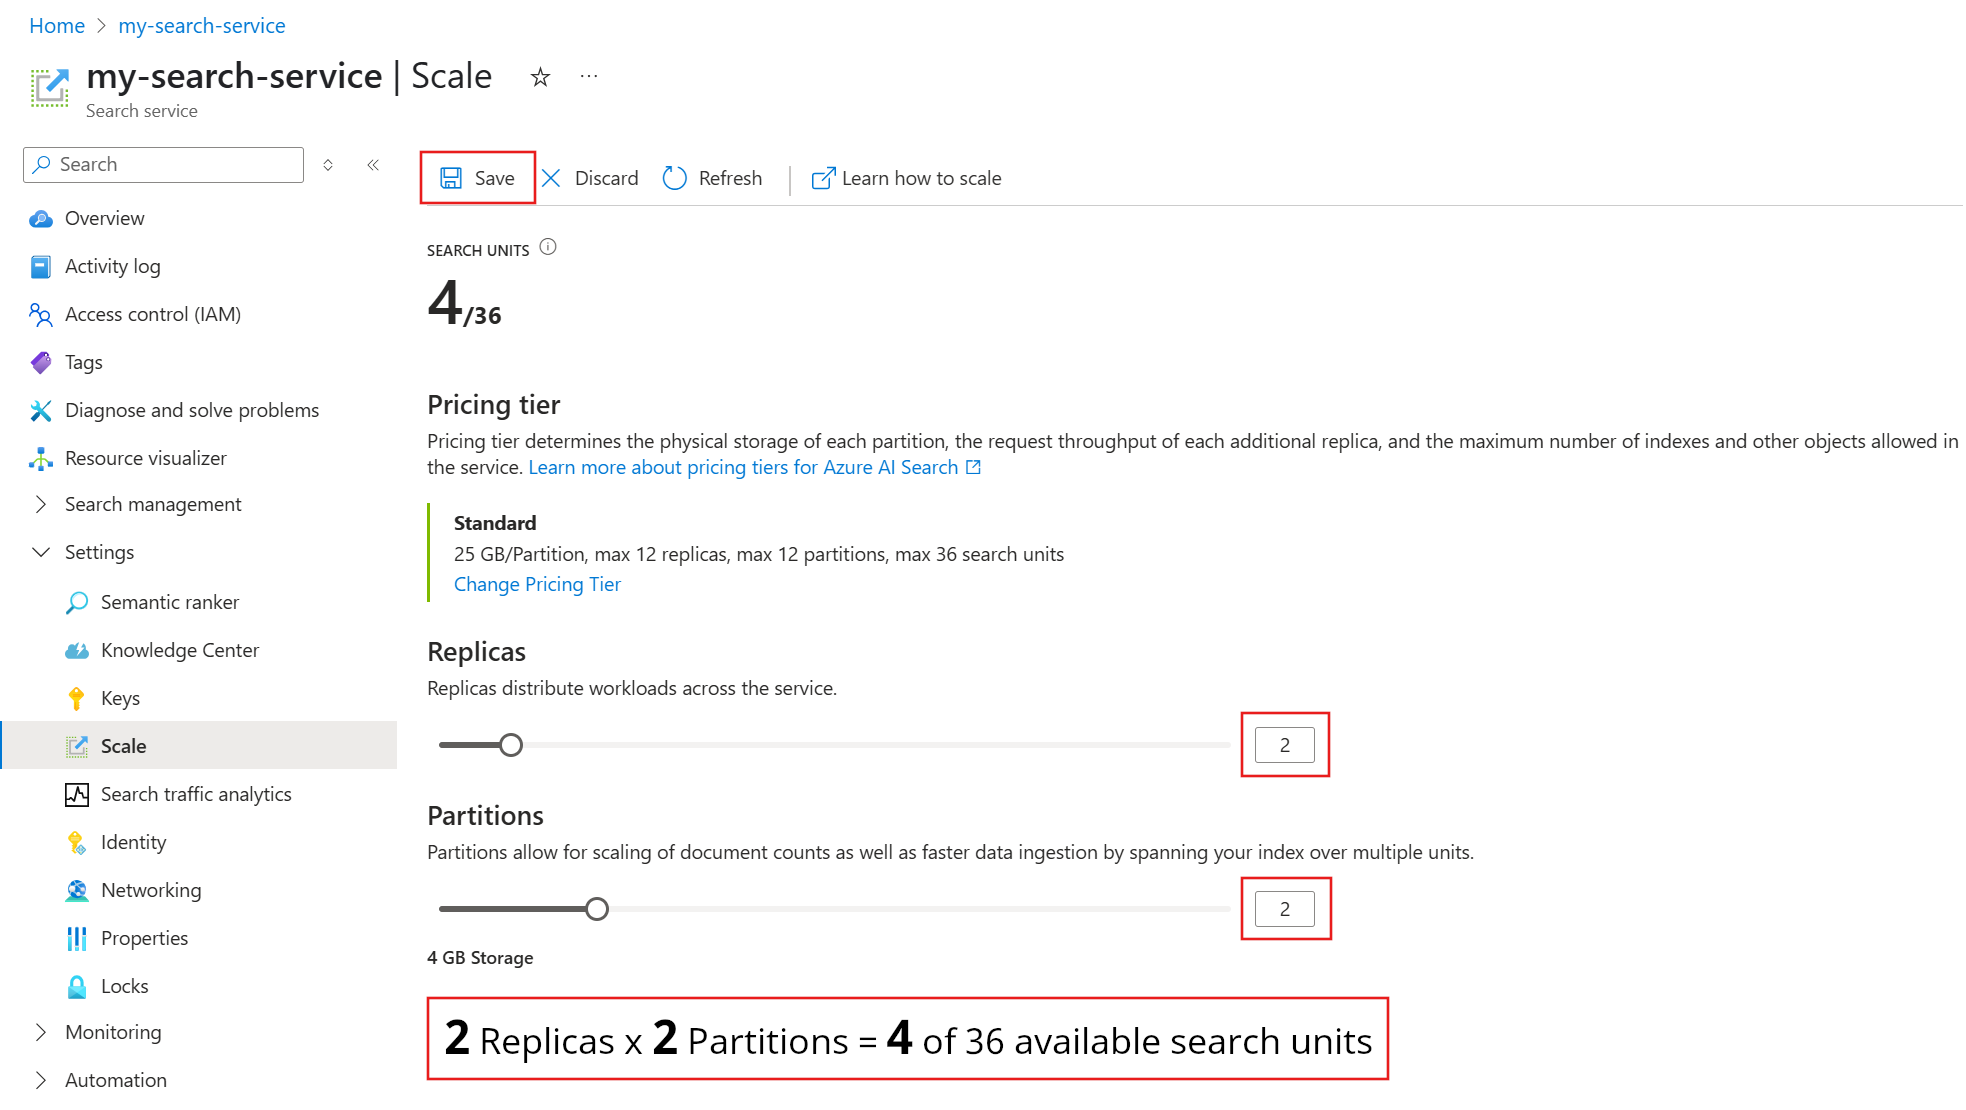 Home > my-search-service
my-search-service | Scale
Search service
Search
Overview
Activity log
Access control (IAM)
Tags
Diagnose and solve problems
Resource visualizer
Search management
Settings
Semantic ranker
Knowledge Center
Keys
Scale
Search traffic analytics
Identity
Networking
Properties
Locks
Monitoring
Automation
Save Discard Refresh Learn how to scale
SEARCH UNITS
4/36
Pricing tier
Pricing tier determines the physical storage of each partition, the request throughput of each additional replica, and the maximum number of indexes and other objects allowed in
the service. Learn more about pricing tiers for Azure AI Search
Standard
25 GB/Partition, max 12 replicas, max 12 partitions, max 36 search units
Change Pricing Tier
Replicas
Replicas distribute workloads across the service.
2
Partitions
Partitions allow for scaling of document counts as well as faster data ingestion by spanning your index over multiple units.
2
4 GB Storage
2 Replicas x 2 Partitions = 4 of 36 available search units